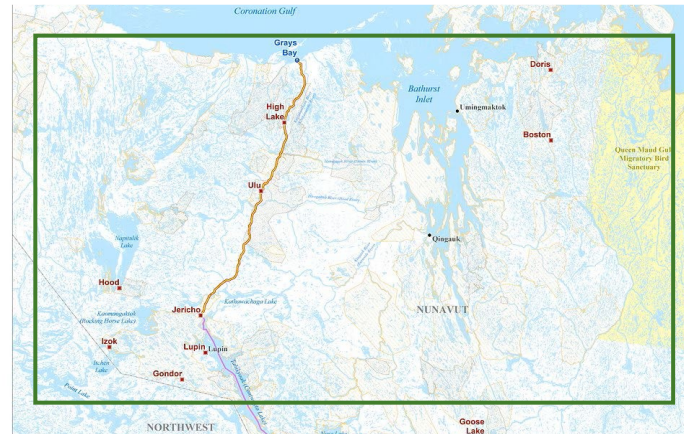 Coronation Gulf
Grays
Bay
Doris
Bathurst
Inlet
High
Lake
Umingmaktok
Boston
Queen Maud Gulf
Migratory Bird
Sanctuary
Ulu
Qingauk
Napaktulik
Lake
Hood
Jericho
Kathawachaga Lake
NUNAVUT
(Rocking Horse Lake)
Izok
Lupin
Lupin
Itchen
Lake
Gondor
Point Lake
NORTHWEST
Goose
Lake